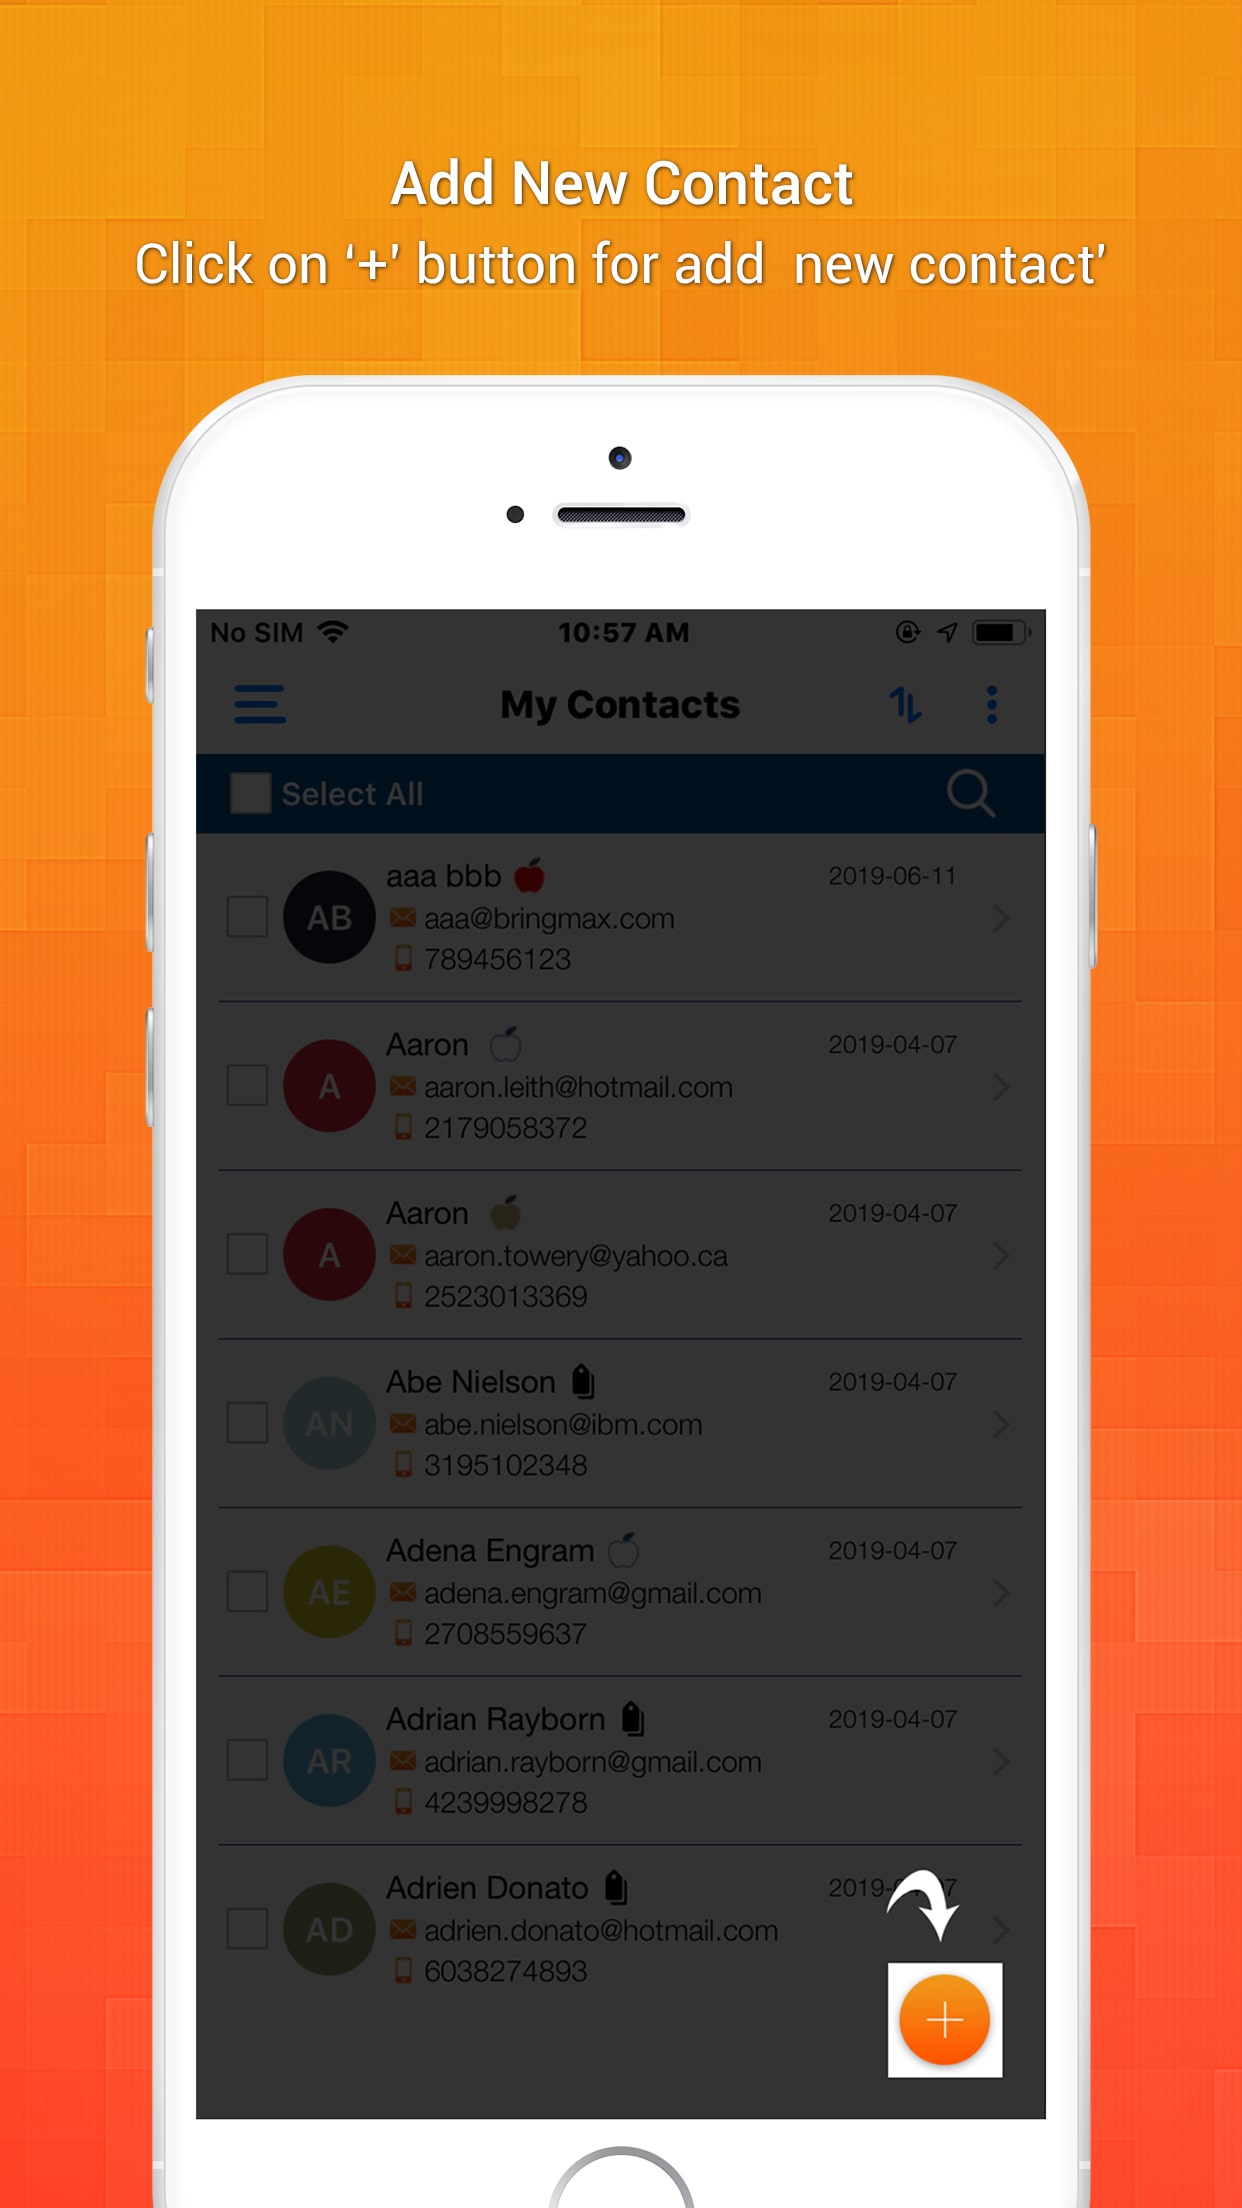 Add New Contact
Click on ‘+’ button for add  new contact’
No SIM 10:57 AM
My Contacts
Select All
aaa bbb 2019-06-11
AB
aaa@bringmax.com
789456123
Aaron 2019-04-07
A
aaron.leith@hotmail.com
2179058372
Aaron 2019-04-07
A
aaron.towery@yahoo.ca
2523013369
Abe Nielson 2019-04-07
AN
abe.nielson@ibm.com
3195102348
Adena Engram 2019-04-07
AE
adena.engram@gmail.com
2708559637
Adrian Rayborn 2019-04-07
AR
adrian.rayborn@gmail.com
4239998278
Adrien Donato
AD
adrien.donato@hotmail.com
6038274893